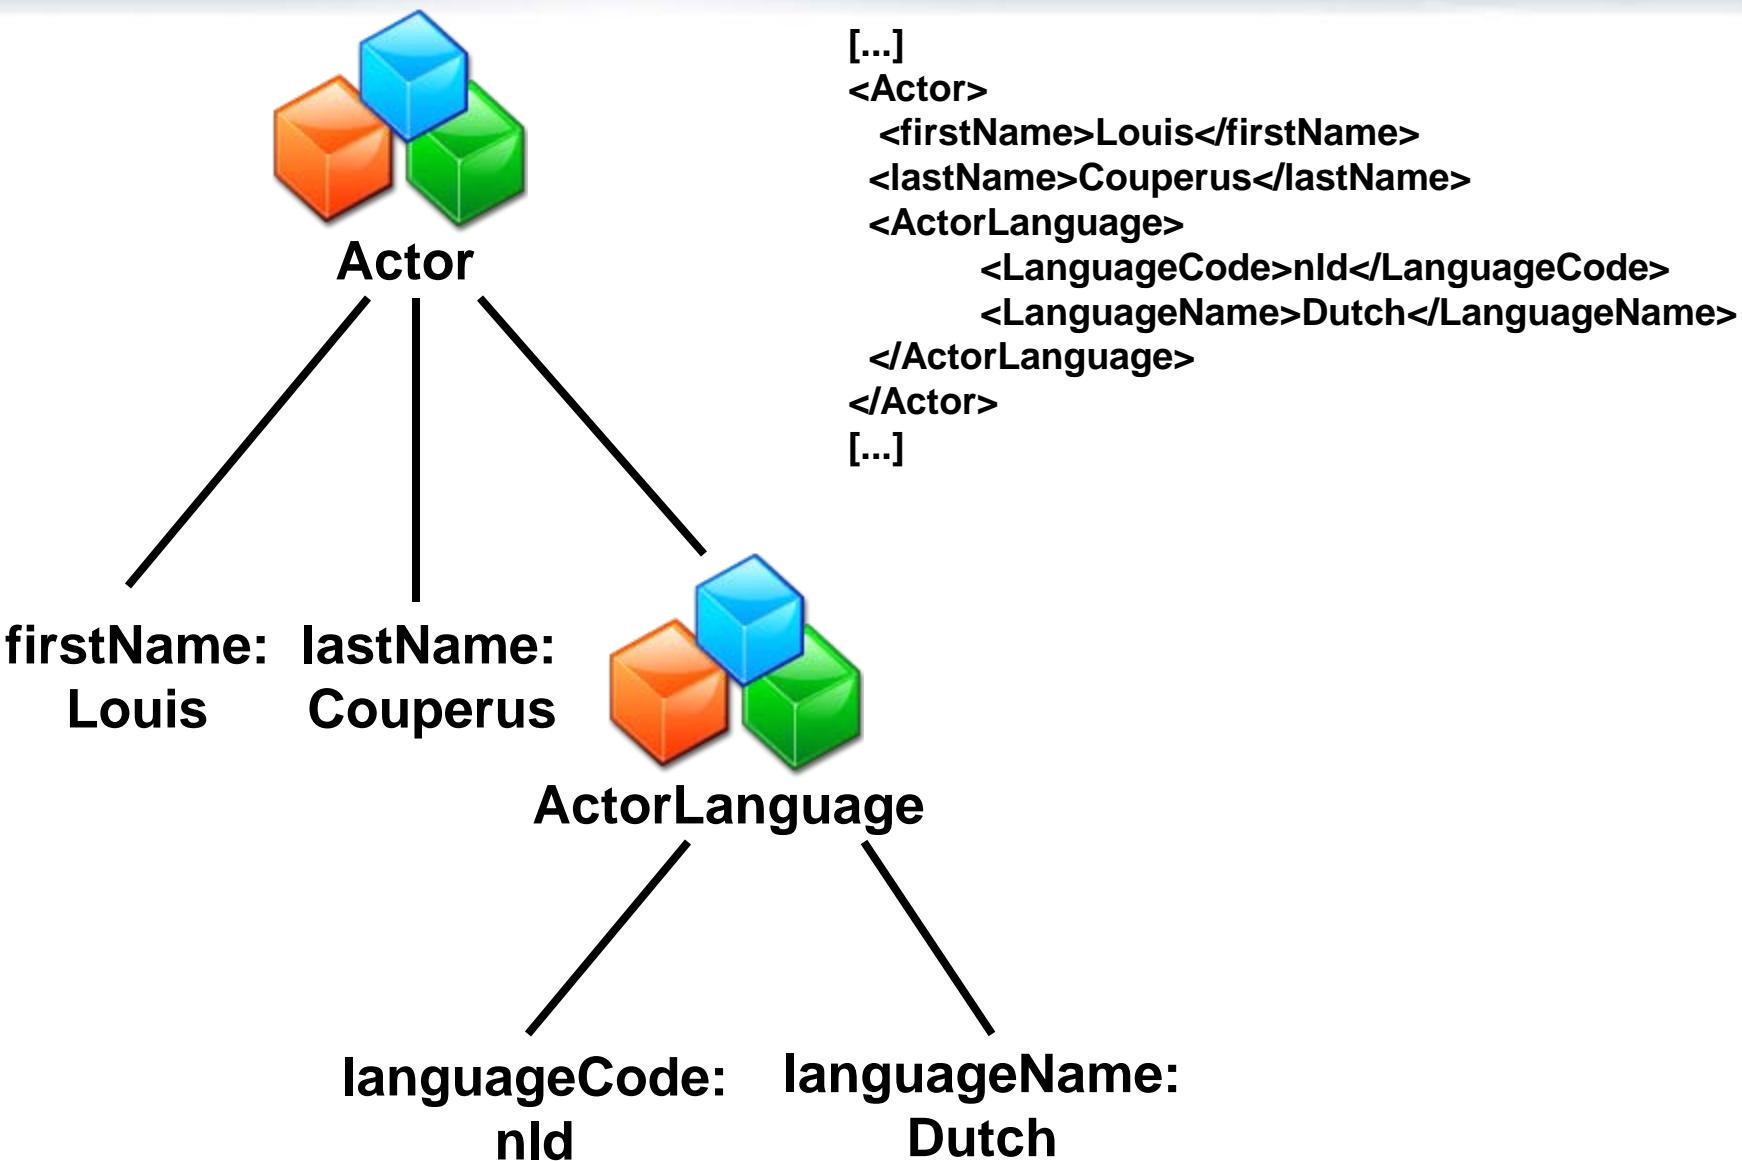 [...]
<Actor>
<firstName>Louis</firstName>
<lastName>Couperus</lastName>
<ActorLanguage>
<LanguageCode>nld</LanguageCode>
<LanguageName>Dutch</LanguageName>
</ActorLanguage>
</Actor>
[...]
Actor
firstName:
Louis
lastName:
Couperus
ActorLanguage
languageCode:
nld
languageName:
Dutch